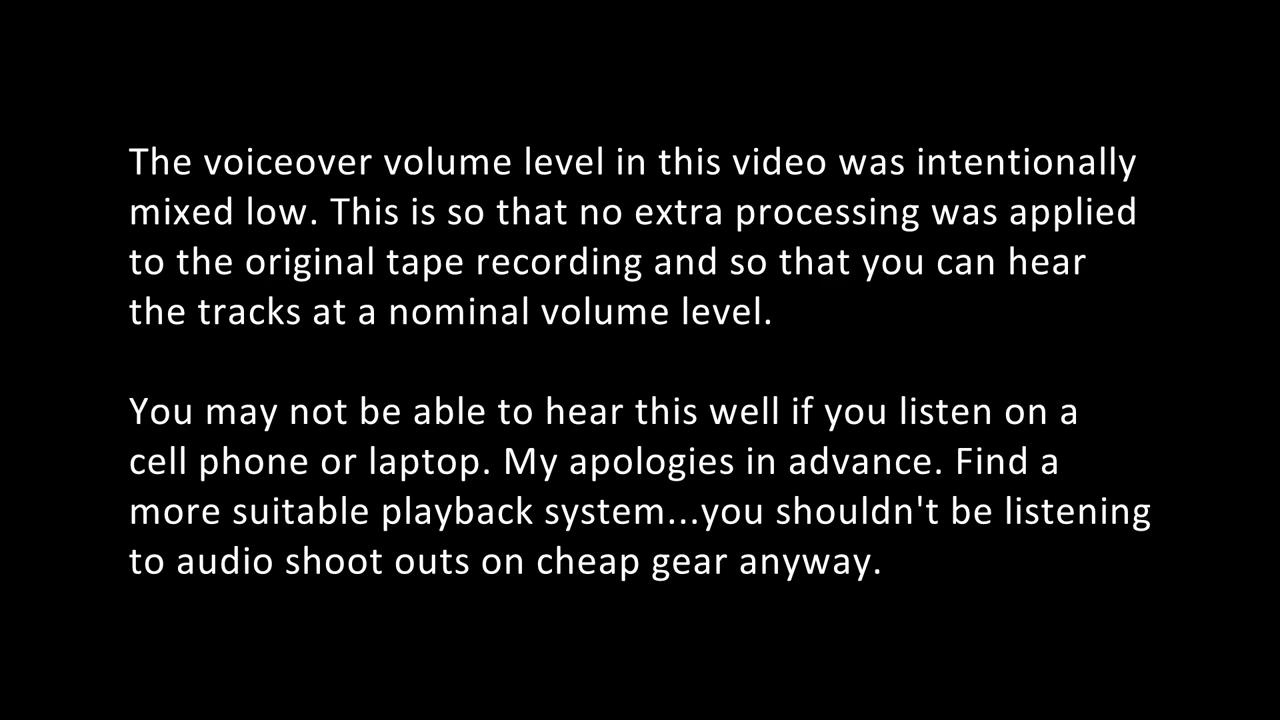 The voiceover volume level in this video was intentionally
mixed low. This is so that no extra processing was applied
to the original tape recording and so that you can hear
the tracks at a nominal volume level.
You may not be able to hear this well if you listen on a
cell phone or laptop. My apologies in advance. Find a
more suitable playback system...you shouldn't be listening
to audio shoot outs on cheap gear anyway.